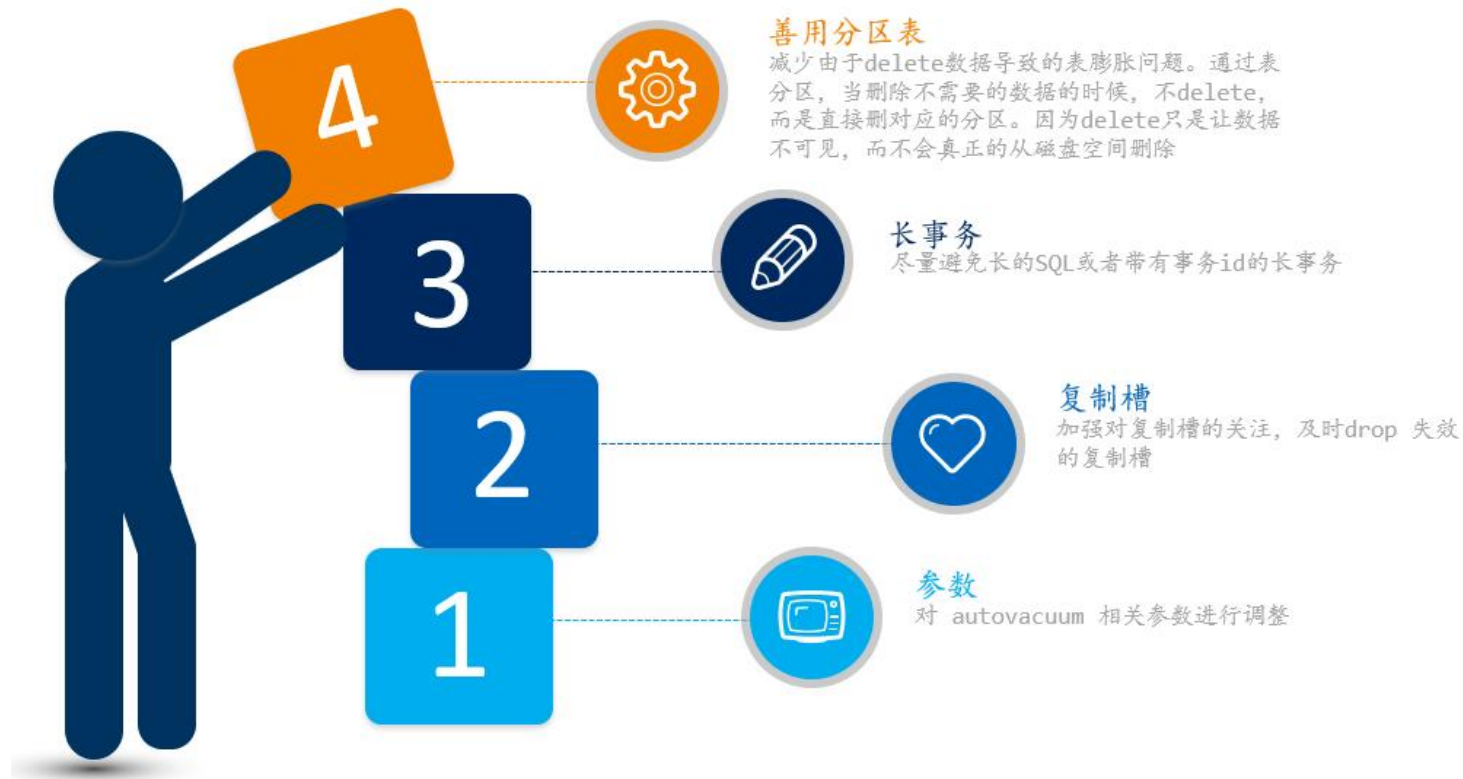 4
善用分区表
减少由于delete数据导致的表膨胀问题。通过表
分区，当删除不需要的数据的时候，不delete，
而是直接删对应的分区。因为delete只是让数据
不可见，而不会真正的从磁盘空间删除
3
长事务
尽量避免长的SQL或者带有事务id的长事务
2
复制槽
加强对复制槽的关注，及时drop 失效
的复制槽
1
参数
对 autovacuum 相关参数进行调整